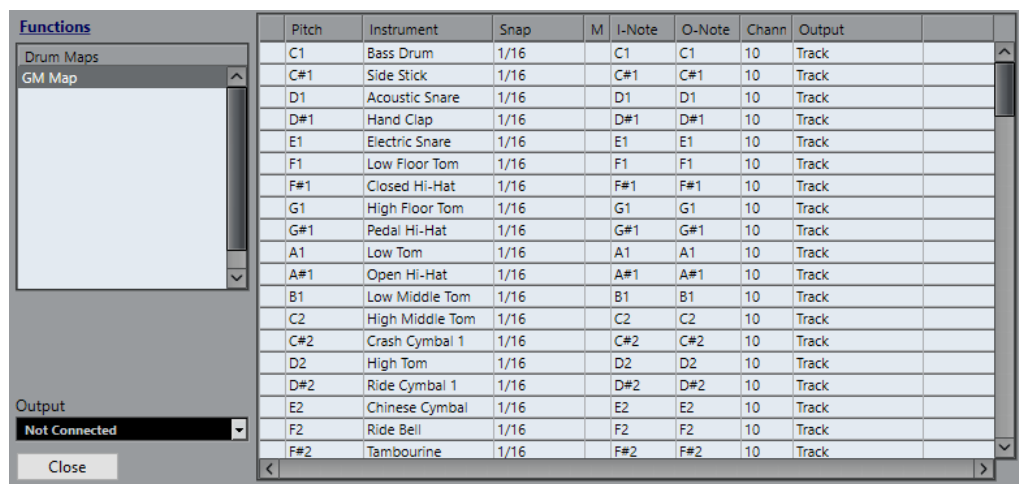 Functions
Drum Maps
GM Map
Output
Not Connected
Close
Pitch Instrument Snap M I-Note O-Note Chann Output
C1 Bass Drum 1/16 C1 C1 10 Track
C#1 Side Stick 1/16 C#1 C#1 10 Track
D1 Acoustic Snare 1/16 D1 D1 10 Track
D#1 Hand Clap 1/16 D#1 D#1 10 Track
E1 Electric Snare 1/16 E1 E1 10 Track
F1 Low Floor Tom 1/16 F1 F1 10 Track
F#1 Closed Hi-Hat 1/16 F#1 F#1 10 Track
G1 High Floor Tom 1/16 G1 G1 10 Track
G#1 Pedal Hi-Hat 1/16 G#1 G#1 10 Track
A1 Low Tom 1/16 A1 A1 10 Track
A#1 Open Hi-Hat 1/16 A#1 A#1 10 Track
B1 Low Middle Tom 1/16 B1 B1 10 Track
C2 High Middle Tom 1/16 C2 C2 10 Track
C#2 Crash Cymbal 1 1/16 C#2 C#2 10 Track
D2 High Tom 1/16 D2 D2 10 Track
D#2 Ride Cymbal 1 1/16 D#2 D#2 10 Track
E2 Chinese Cymbal 1/16 E2 E2 10 Track
F2 Ride Bell 1/16 F2 F2 10 Track
F#2 Tambourine 1/16 F#2 F#2 10 Track